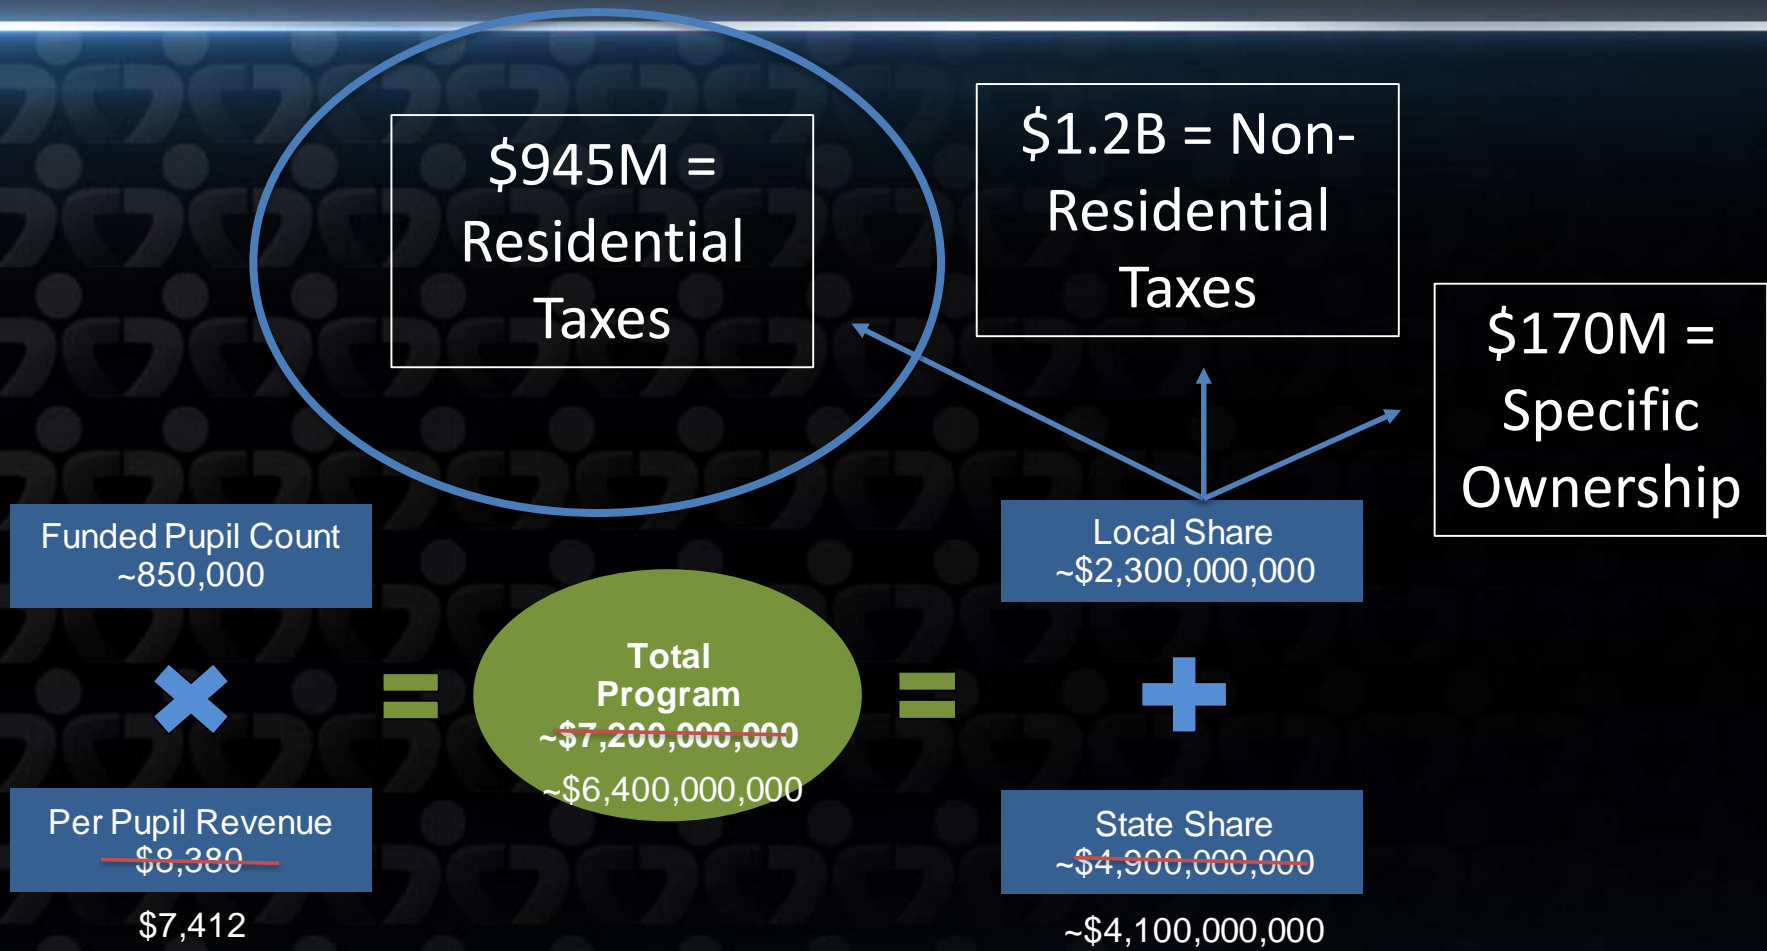 $945M =
Residential
Taxes
$1.2B = Non-
Residential
Taxes
$170M =
Specific
Ownership
Funded Pupil Count
~850,000
Per Pupil Revenue
$8,380
$7,412
Total
Program
~$7,200,000,000
~$6,400,000,000
Local Share
~$2,300,000,000
State Share
~$4,900,000,000
~$4,100,000,000